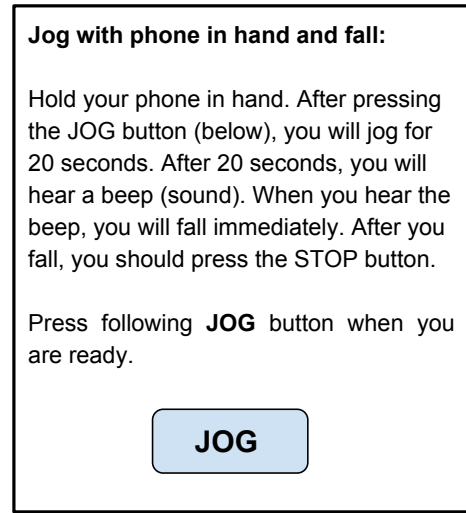 Jog with phone in hand and fall:
Hold your phone in hand. After pressing
the JOG button (below), you will jog for
20 seconds. After 20 seconds, you will
hear a beep (sound). When you hear the
beep, you will fall immediately. After you
fall, you should press the STOP button.
Press following JOG button when you
are ready.
JOG